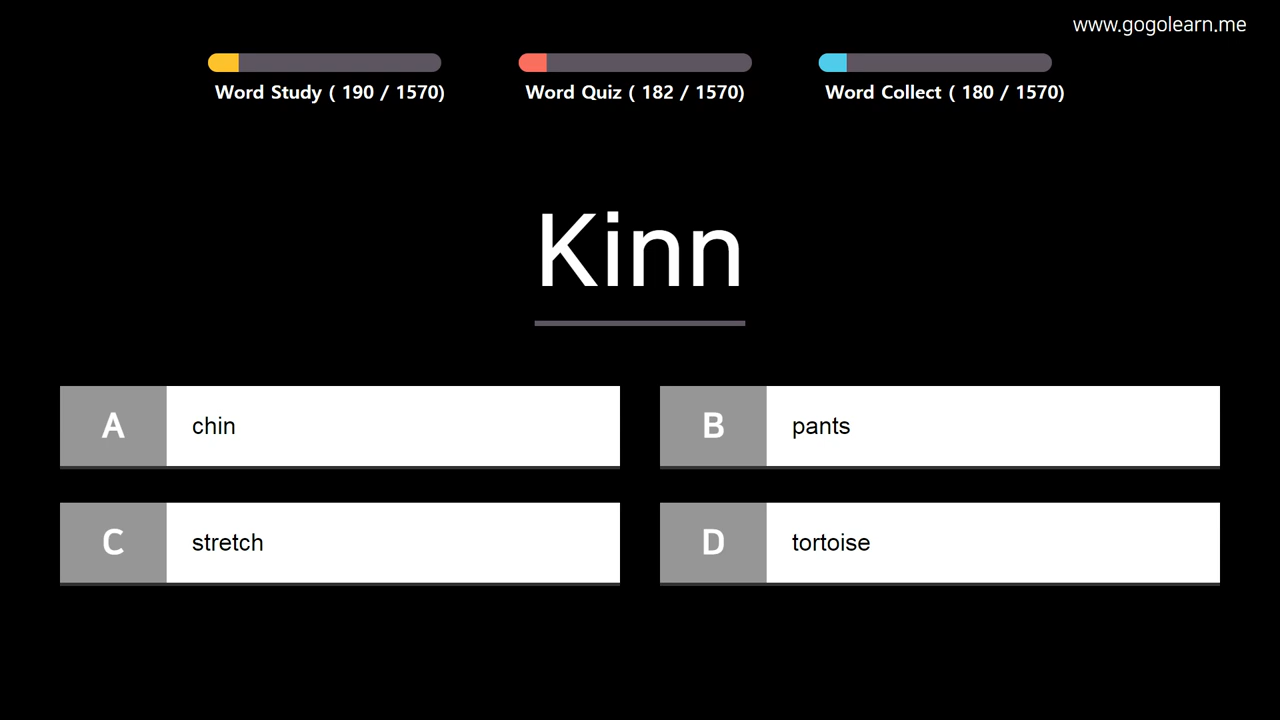 www.gogolearn.me
Word Study ( 190 / 1570)
Word Quiz ( 182 / 1570)
Word Collect ( 180 / 1570)
Kinn
A chin
B pants
C stretch
D tortoise